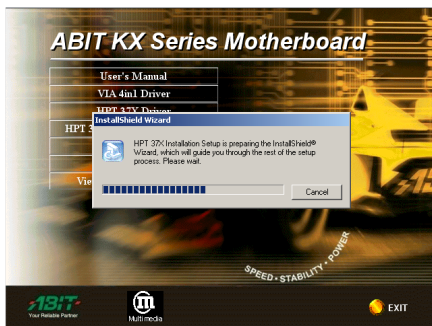 ABIT KX Series Motherboard
User's Manual
VIA 4in1 Driver
HPT 37X Driver
HPT 3
InstallShield Wizard
HPT 37X Installation Setup is preparing the InstallShield®
Wizard, which will guide you through the rest of the setup
process. Please wait.
Cancel
Vie
SPEED · STABILITY · POWER
ABIT
Your Reliable Partner
m
Multimedia
EXIT